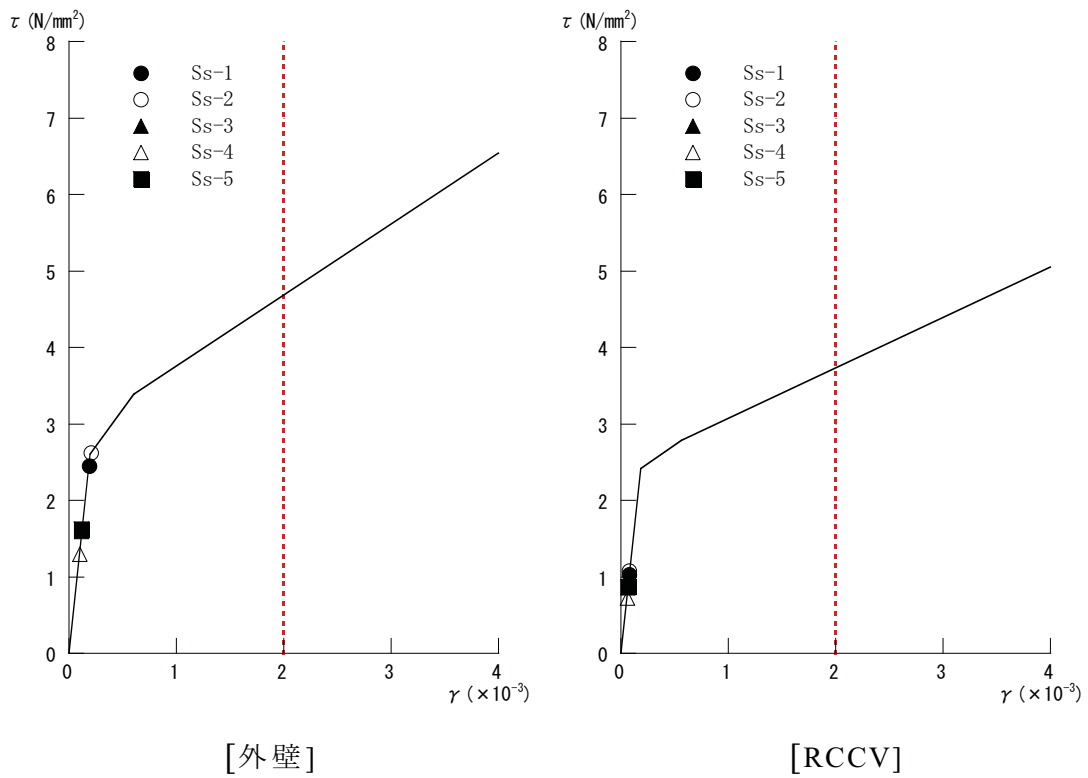 τ (N/mm²)
8
7
6
5
4
3
2
1
0
Ss-1
Ss-2
Ss-3
Ss-4
Ss-5
0 1 2 3 4
γ (×10⁻³)
[外壁]
τ (N/mm²)
8
7
6
5
4
3
2
1
0
Ss-1
Ss-2
Ss-3
Ss-4
Ss-5
0 1 2 3 4
γ (×10⁻³)
[RCCV]